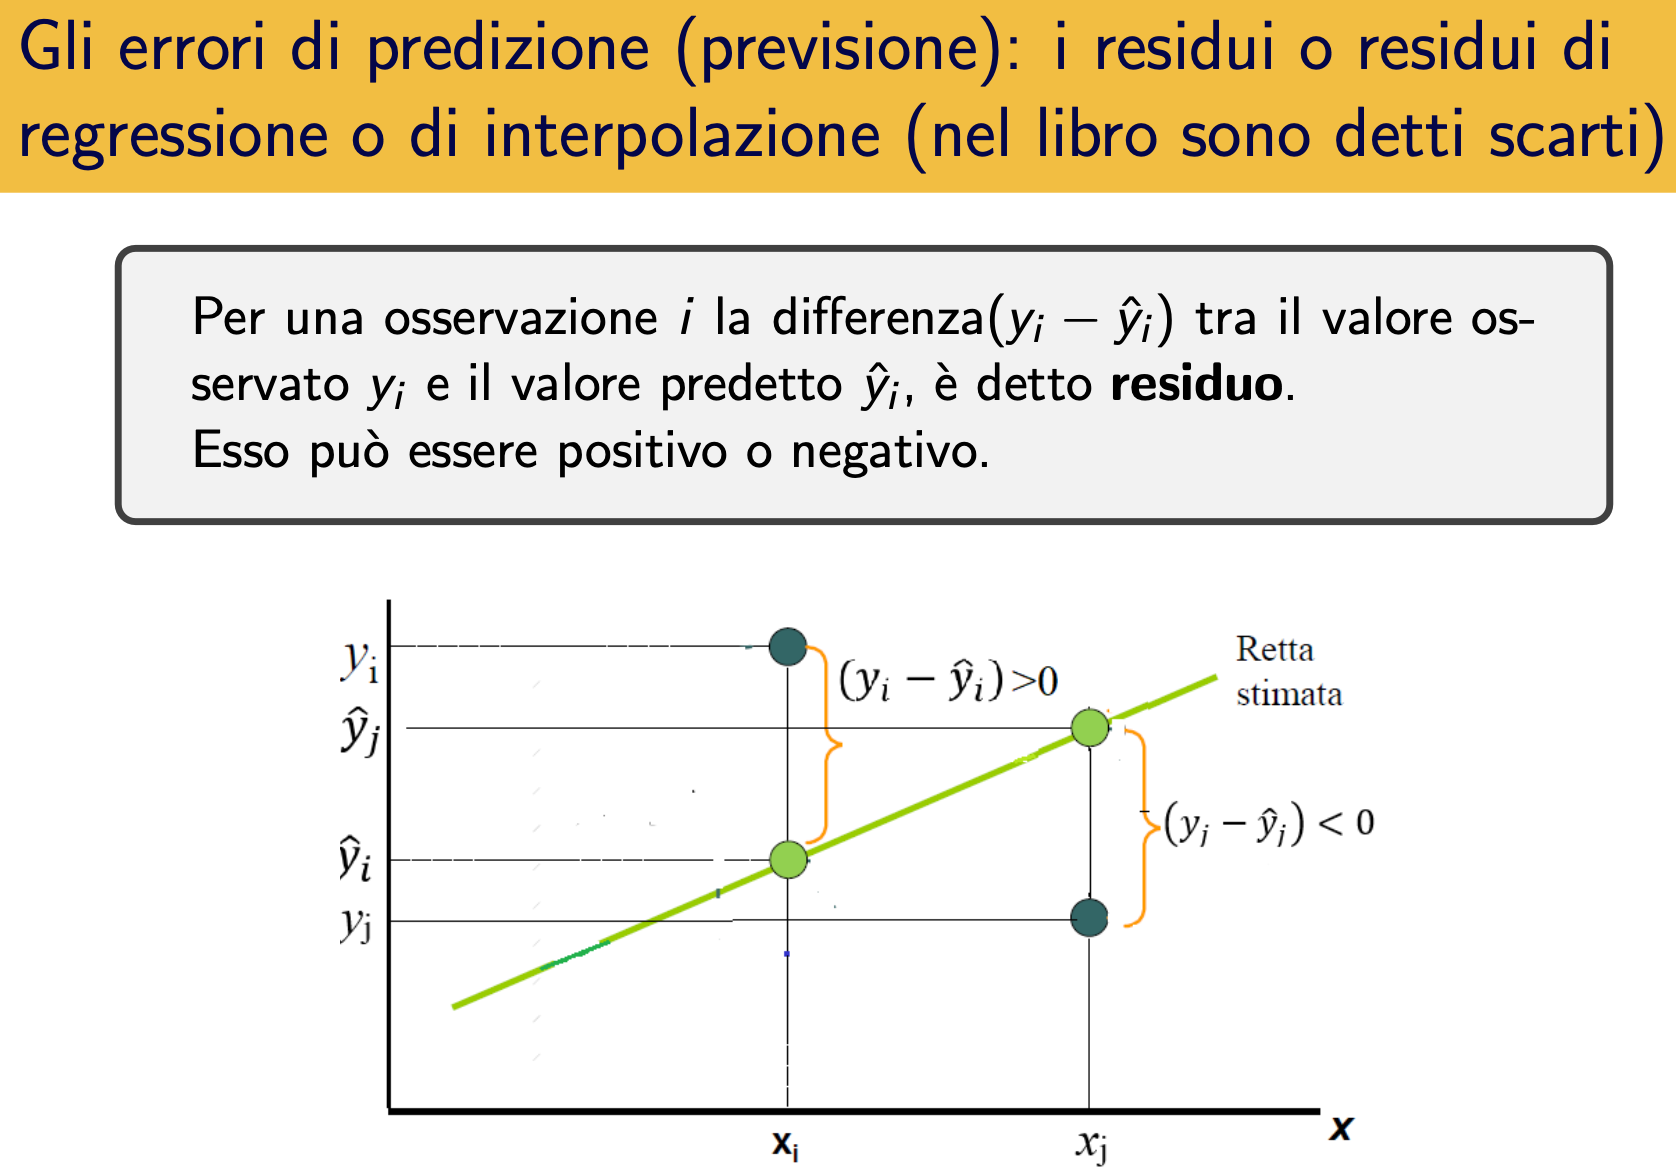 Gli errori di predizione (previsione): i residui o residui di
regressione o di interpolazione (nel libro sono detti scarti)
Per una osservazione i la differenza(yᵢ − ŷᵢ) tra il valore os-
servato yᵢ e il valore predetto ŷᵢ, è detto residuo.
Esso può essere positivo o negativo.
yᵢ
(yᵢ − ŷᵢ)>0
Retta
stimata
ŷⱼ
(yⱼ − ŷⱼ) < 0
ŷᵢ
yⱼ
xᵢ
xⱼ
x